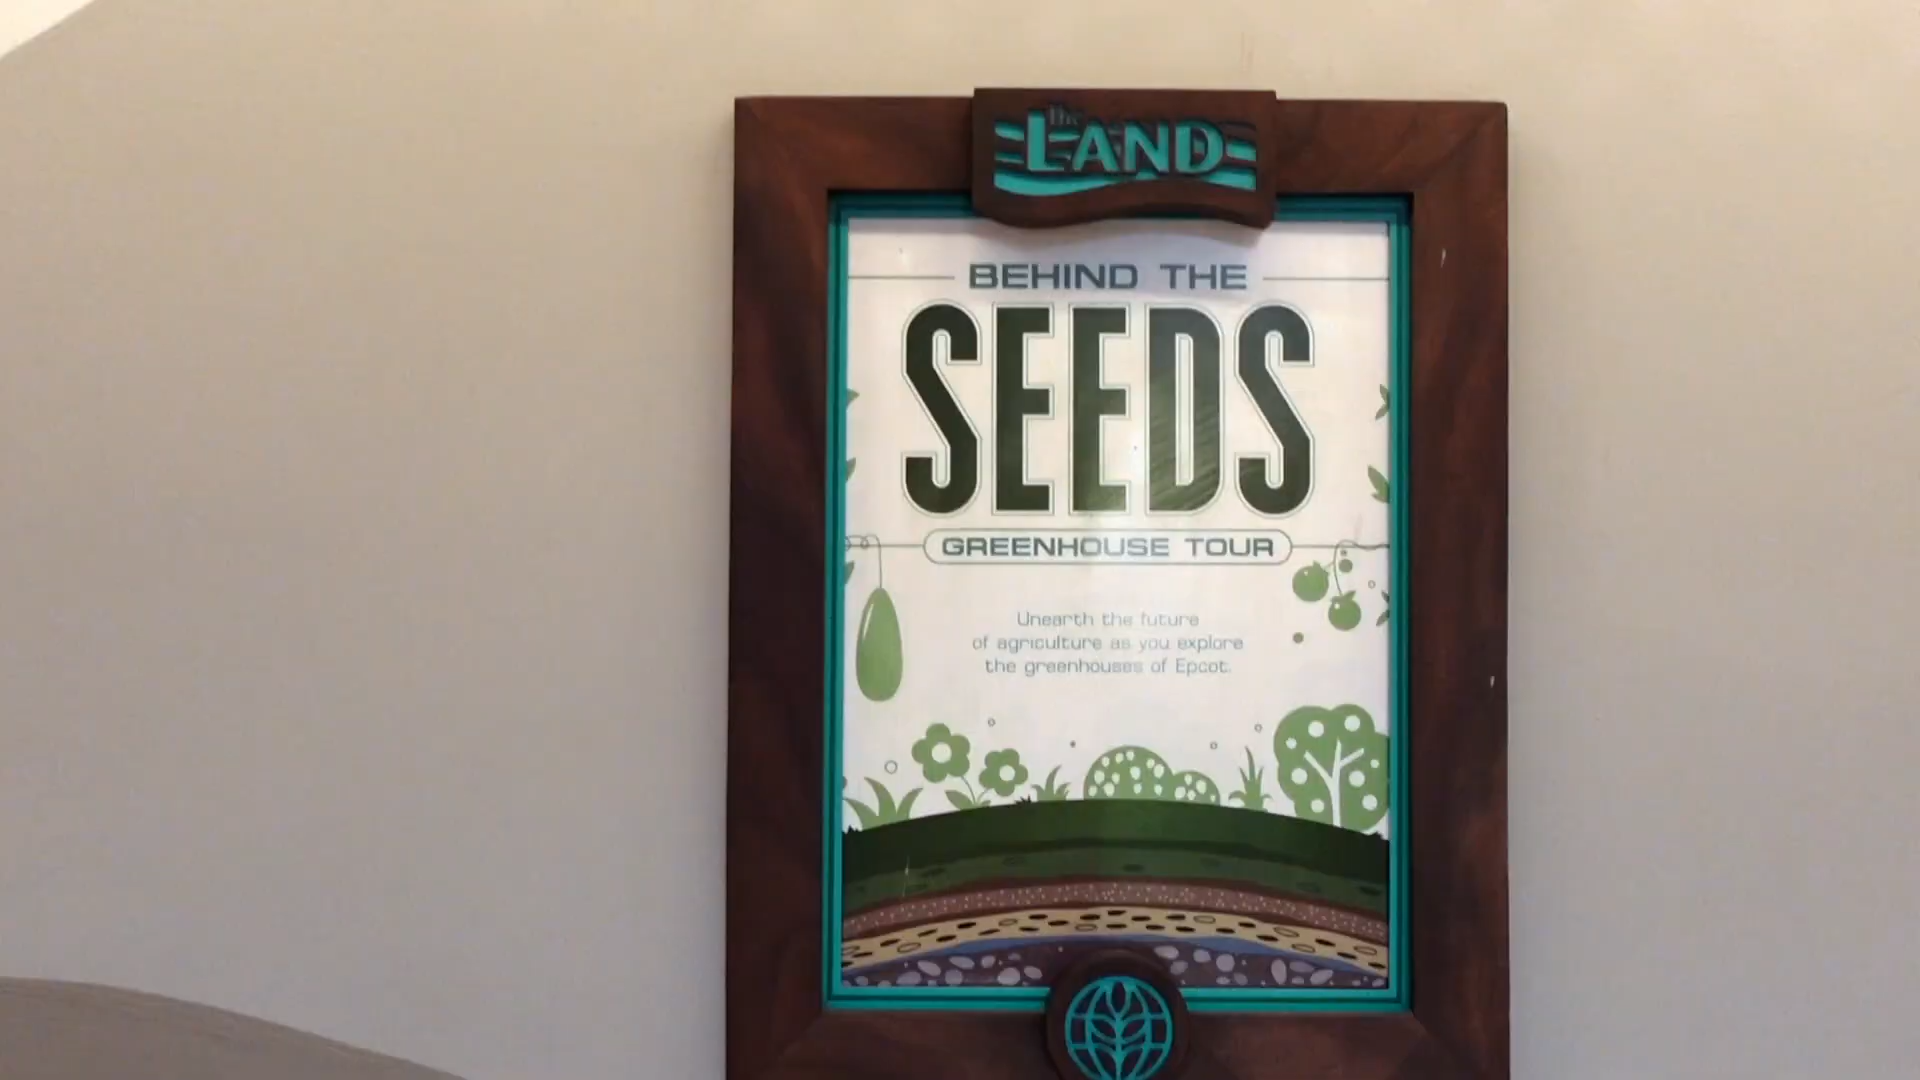 The
LAND
BEHIND THE
SEEDS
GREENHOUSE TOUR
Unearth the future
of agriculture as you explore
the greenhouses of Epcot.